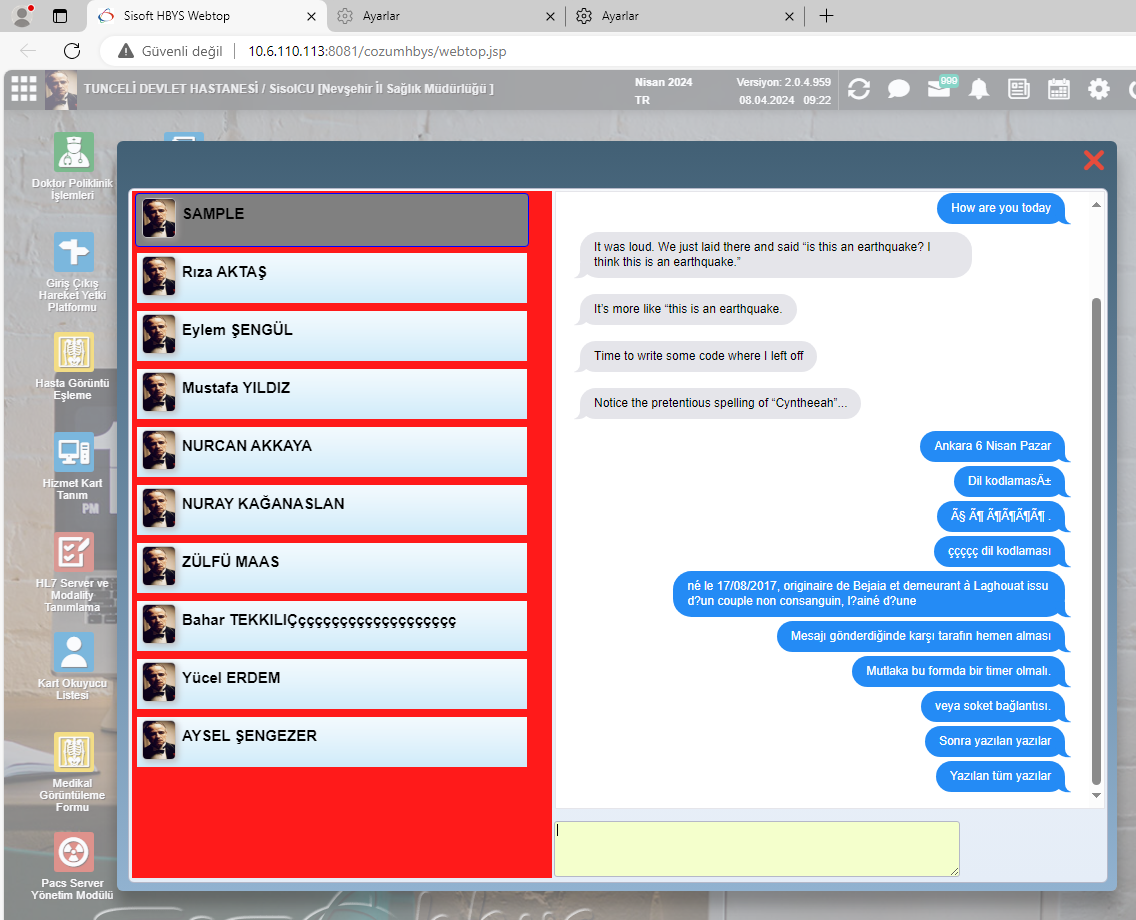 Sisoft HBYS Webtop
Ayarlar
Ayarlar
Güvenli değil
10.6.110.113:8081/cozumhbys/webtop.jsp
TUNCELİ DEVLET HASTANESİ / SisoICU [Nevşehir İl Sağlık Müdürlüğü ]
Nisan 2024
TR
Versiyon: 2.0.4.959
08.04.2024 09:22
999
Doktor Poliklinik
İşlemleri
Giriş Çıkış
Hareket Yetki
Platformu
Hasta Görüntü
Eşleme
Hizmet Kart
Tanım
PM
HL7 Server ve
Modality
Tanımlama
Kart Okuyucu
Listesi
Medikal
Görüntüleme
Formu
Pacs Server
Yönetim Modülü
SAMPLE
Rıza AKTAŞ
Eylem ŞENGÜL
Mustafa YILDIZ
NURCAN AKKAYA
NURAY KAĞANASLAN
ZÜLFÜ MAAS
Bahar TEKKILIÇççççççççççççççççççç
Yücel ERDEM
AYSEL ŞENGEZER
How are you today
It was loud. We just laid there and said “is this an earthquake? I
think this is an earthquake.”
It’s more like “this is an earthquake.
Time to write some code where I left off
Notice the pretentious spelling of “Cyntheeah”...
Ankara 6 Nisan Pazar
Dil kodlamasÄ±
Ã§ Ã¶ Ã¶Ã¶Ã¶Ã¶ .
ççççç dil kodlaması
né le 17/08/2017, originaire de Bejaia et demeurant à Laghouat issu
d?un couple non consanguin, l?ainé d?une
Mesajı gönderdiğinde karşı tarafın hemen alması
Mutlaka bu formda bir timer olmalı.
veya soket bağlantısı.
Sonra yazılan yazılar
Yazılan tüm yazılar